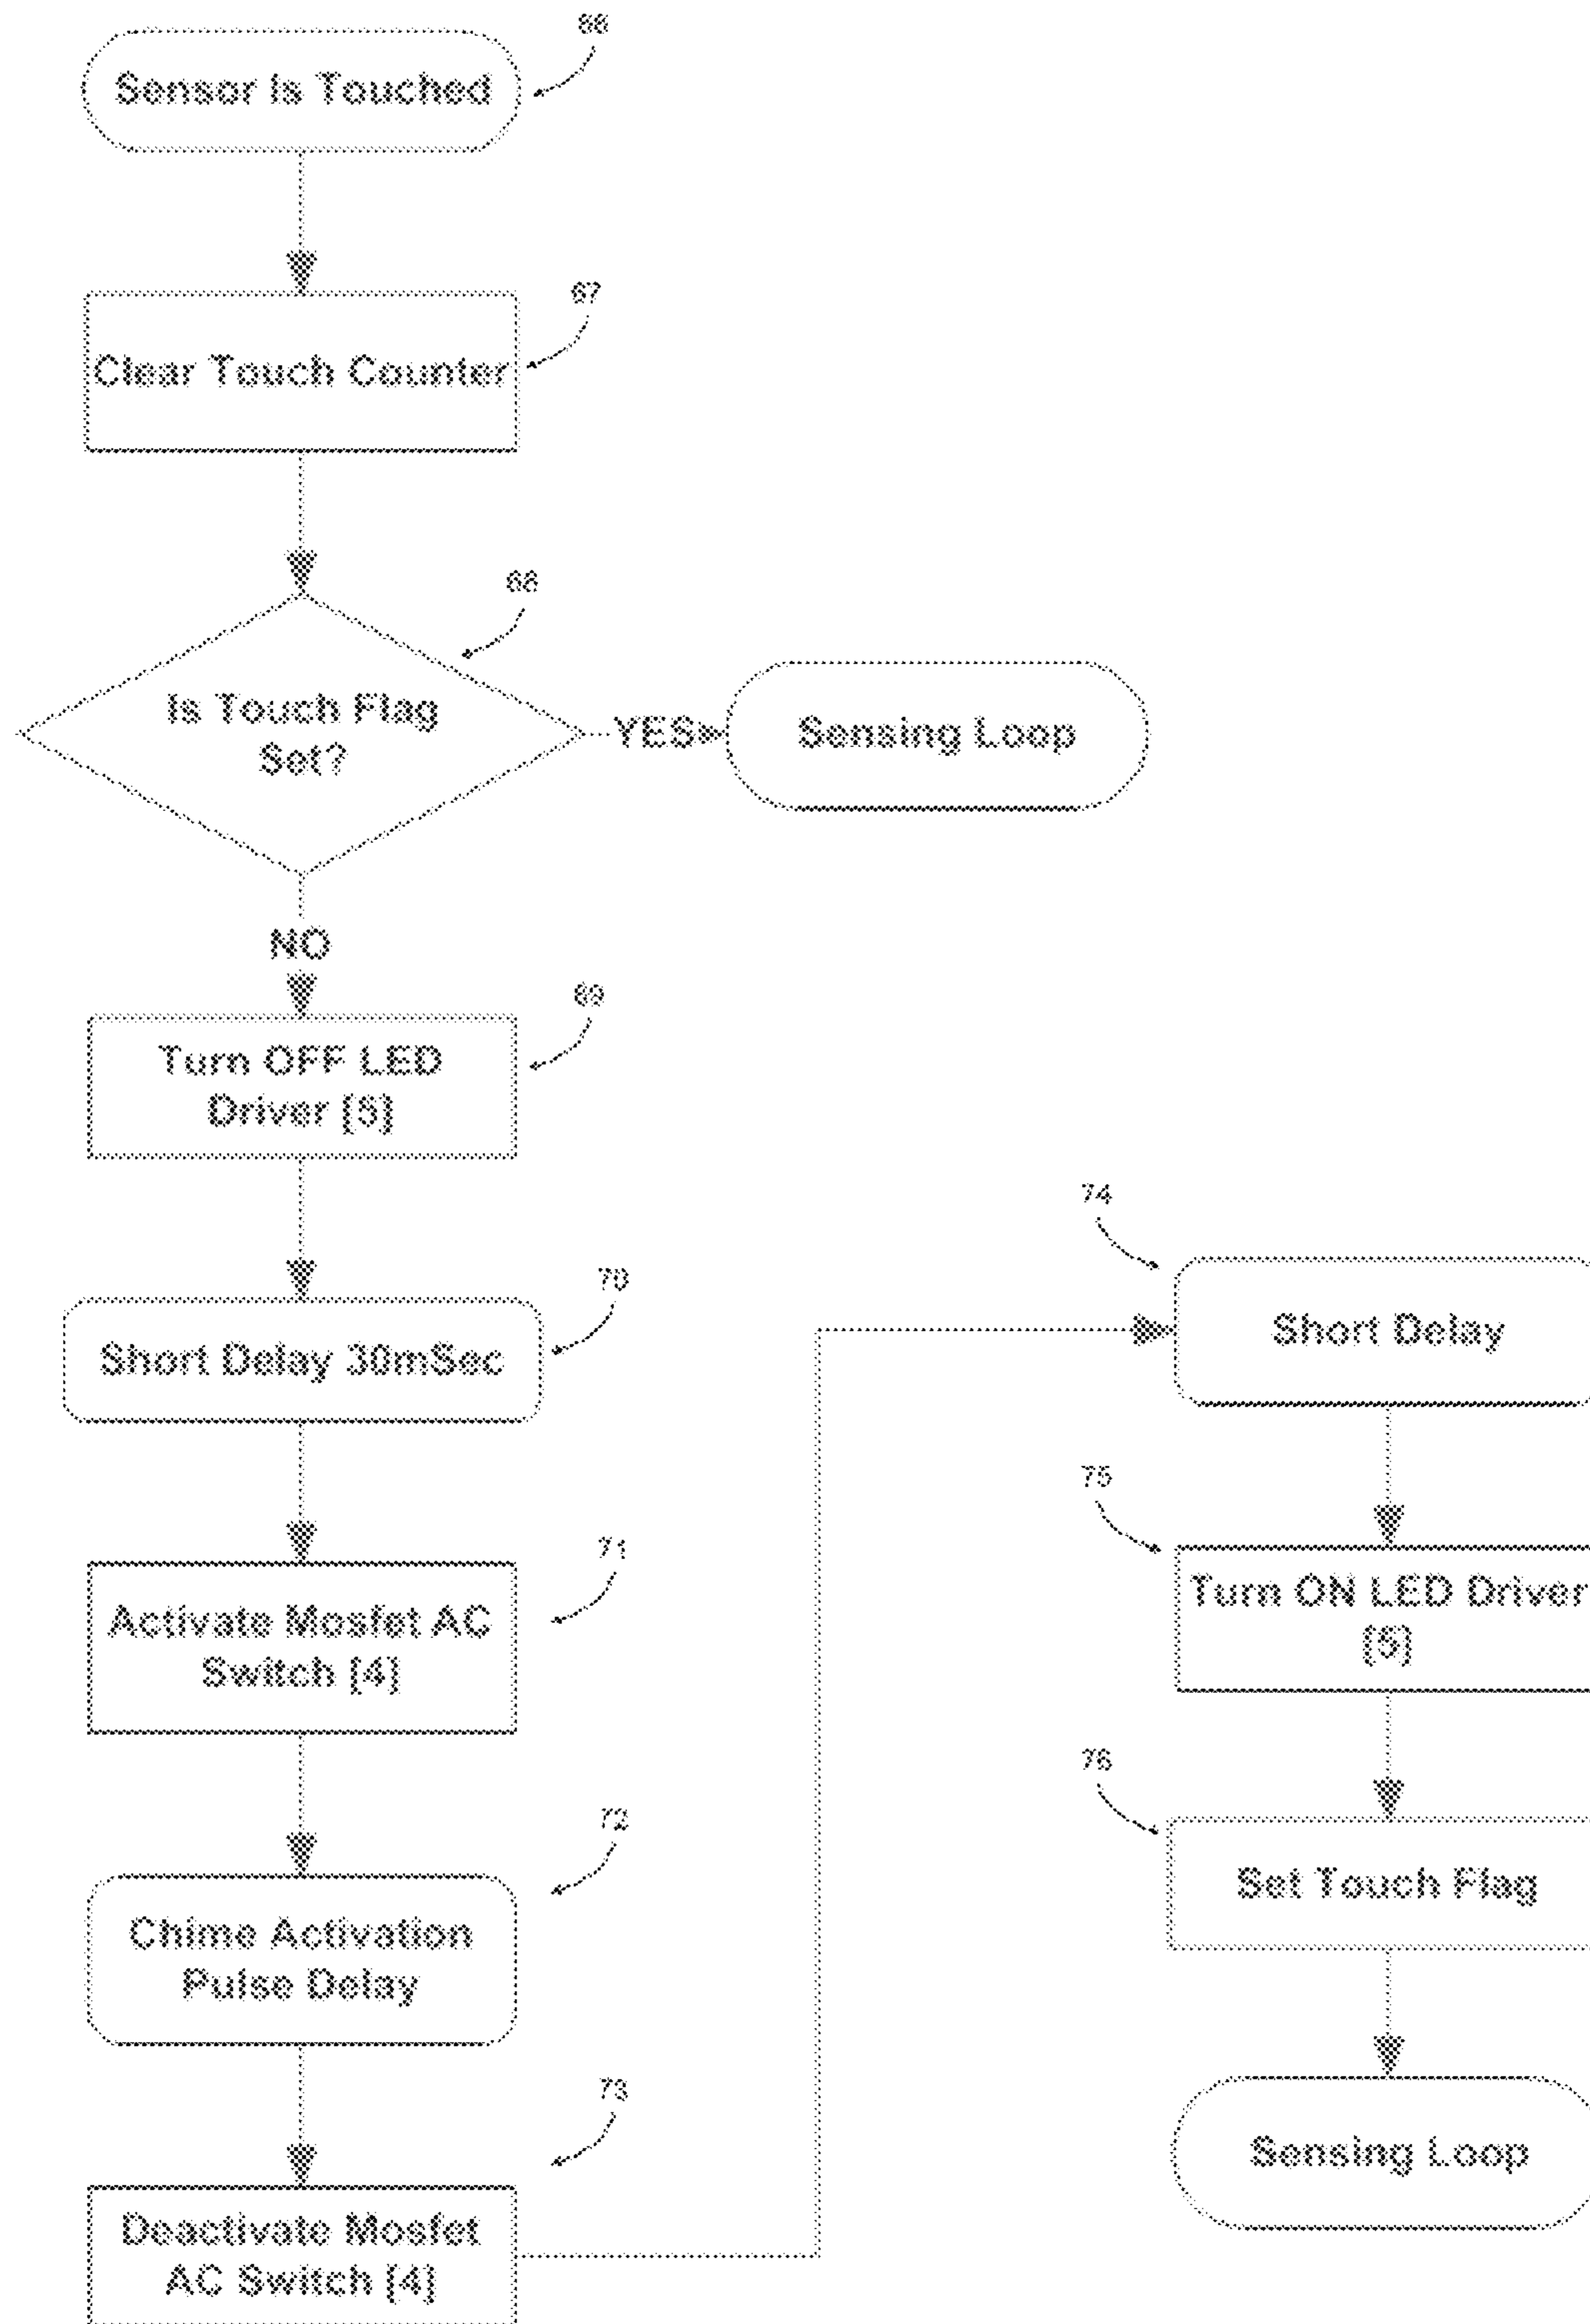 88
Sensor Is Touched
67
Clear Touch Counter
68
Is Touch Flag
Set?
YES
Sensing Loop
NO
69
Turn OFF LED
Driver [5]
70
Short Delay 30mSec
71
Activate Mosfet AC
Switch [4]
72
Chime Activation
Pulse Delay
73
Deactivate Mosfet
AC Switch [4]
74
Short Delay
75
Turn ON LED Driver
[5]
76
Set Touch Flag
Sensing Loop